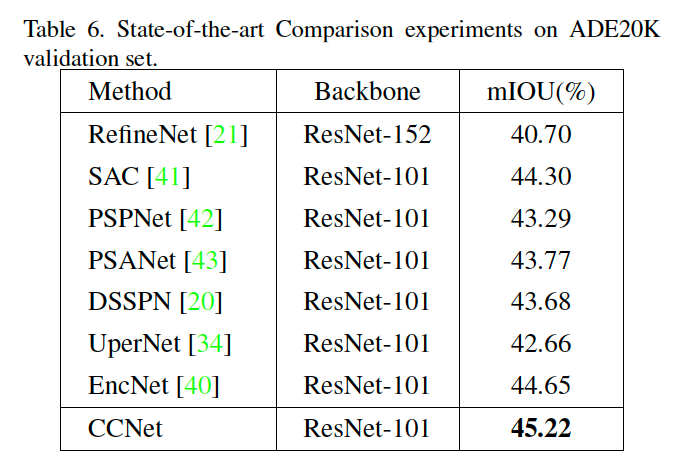 Table 6. State-of-the-art Comparison experiments on ADE20K
validation set.
Method Backbone mIOU(%)
RefineNet [21] ResNet-152 40.70
SAC [41] ResNet-101 44.30
PSPNet [42] ResNet-101 43.29
PSANet [43] ResNet-101 43.77
DSSPN [20] ResNet-101 43.68
UperNet [34] ResNet-101 42.66
EncNet [40] ResNet-101 44.65
CCNet ResNet-101 45.22